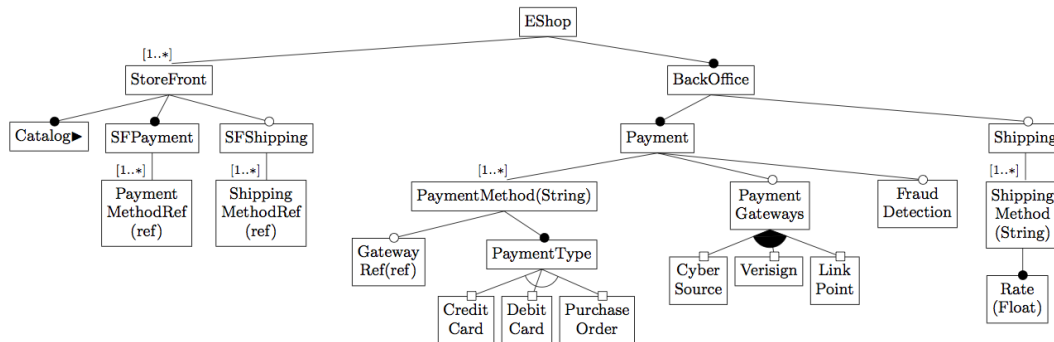 EShop
[1..*]
StoreFront
BackOffice
Catalog▶
SFPayment
SFShipping
Payment
Shipping
[1..*]
[1..*]
[1..*]
[1..*]
Payment
MethodRef
(ref)
Shipping
MethodRef
(ref)
PaymentMethod(String)
Payment
Gateways
Fraud
Detection
Shipping
Method
(String)
Gateway
Ref(ref)
PaymentType
Cyber
Source
Verisign
Link
Point
Rate
(Float)
Credit
Card
Debit
Card
Purchase
Order